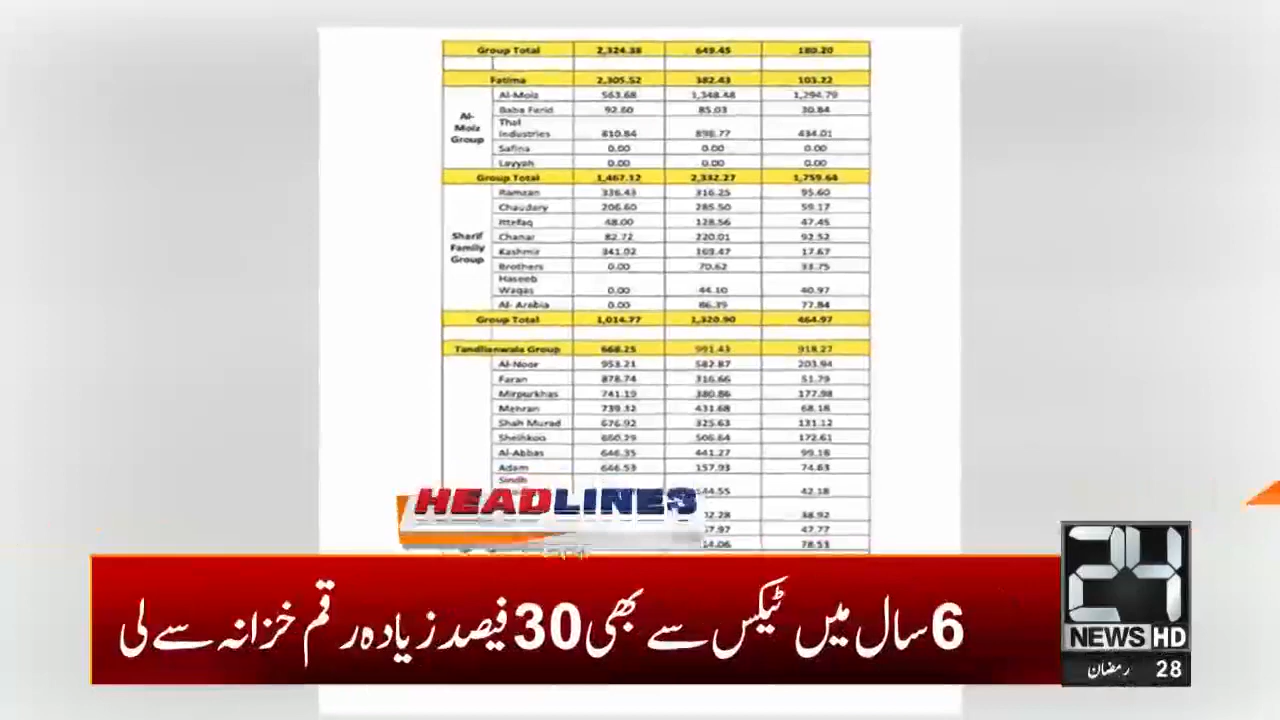 Group Total 2,324.38 649.45 180.20
Fatima 2,305.52 382.43 103.22
Al-Moiz Group
Al-Moiz 563.68 1,348.48 1,294.79
Baba Farid 92.60 85.03 30.84
Thal Industries 810.84 898.77 434.01
Safina 0.00 0.00 0.00
Layyah 0.00 0.00 0.00
Group Total 1,467.12 2,332.27 1,759.64
Sharif Family Group
Ramzan 336.43 316.25 95.60
Chaudary 206.60 285.50 59.17
Ittefaq 48.00 128.56 47.45
Chanar 82.72 220.01 92.52
Kashmir 341.02 169.47 17.67
Brothers 0.00 70.62 33.75
Haseeb Waqas 0.00 44.10 40.97
Al- Arabia 0.00 86.39 77.84
Group Total 1,014.77 1,320.90 464.97
Tandlianwala Group 668.25 991.43 918.27
Al-Noor 953.21 582.87 203.94
Faran 878.74 316.66 51.79
Mirpurkhas 741.19 380.86 177.98
Mehran 739.32 431.68 68.18
Shah Murad 676.92 325.63 131.12
Sheikhoo 660.29 506.64 172.61
Al-Abbas 646.35 441.27 99.18
Adam 646.53 157.93 74.63
Sindh 42.18
38.92
47.77
78.51
HEADLINES
6 سال میں ٹیکس سے بھی 30 فیصد زیادہ رقم خزانہ سے لی
24
NEWS HD
28 رمضان